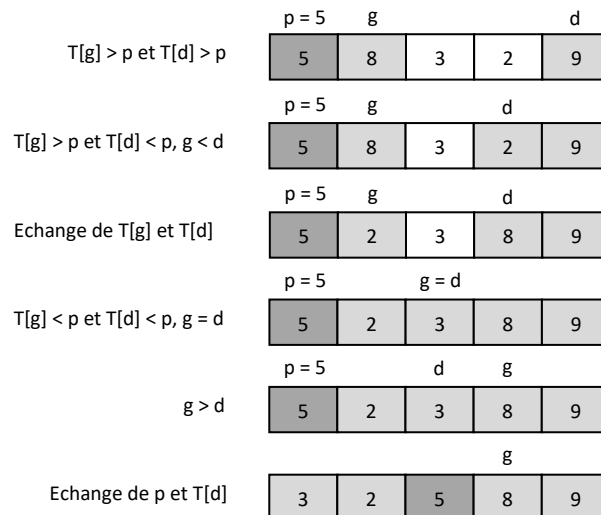 p = 5 g d
T[g] > p et T[d] > p 5 8 3 2 9
p = 5 g d
T[g] > p et T[d] < p, g < d 5 8 3 2 9
p = 5 g d
Echange de T[g] et T[d] 5 2 3 8 9
p = 5 g = d
T[g] < p et T[d] < p, g = d 5 2 3 8 9
p = 5 d g
g > d 5 2 3 8 9
g
Echange de p et T[d] 3 2 5 8 9